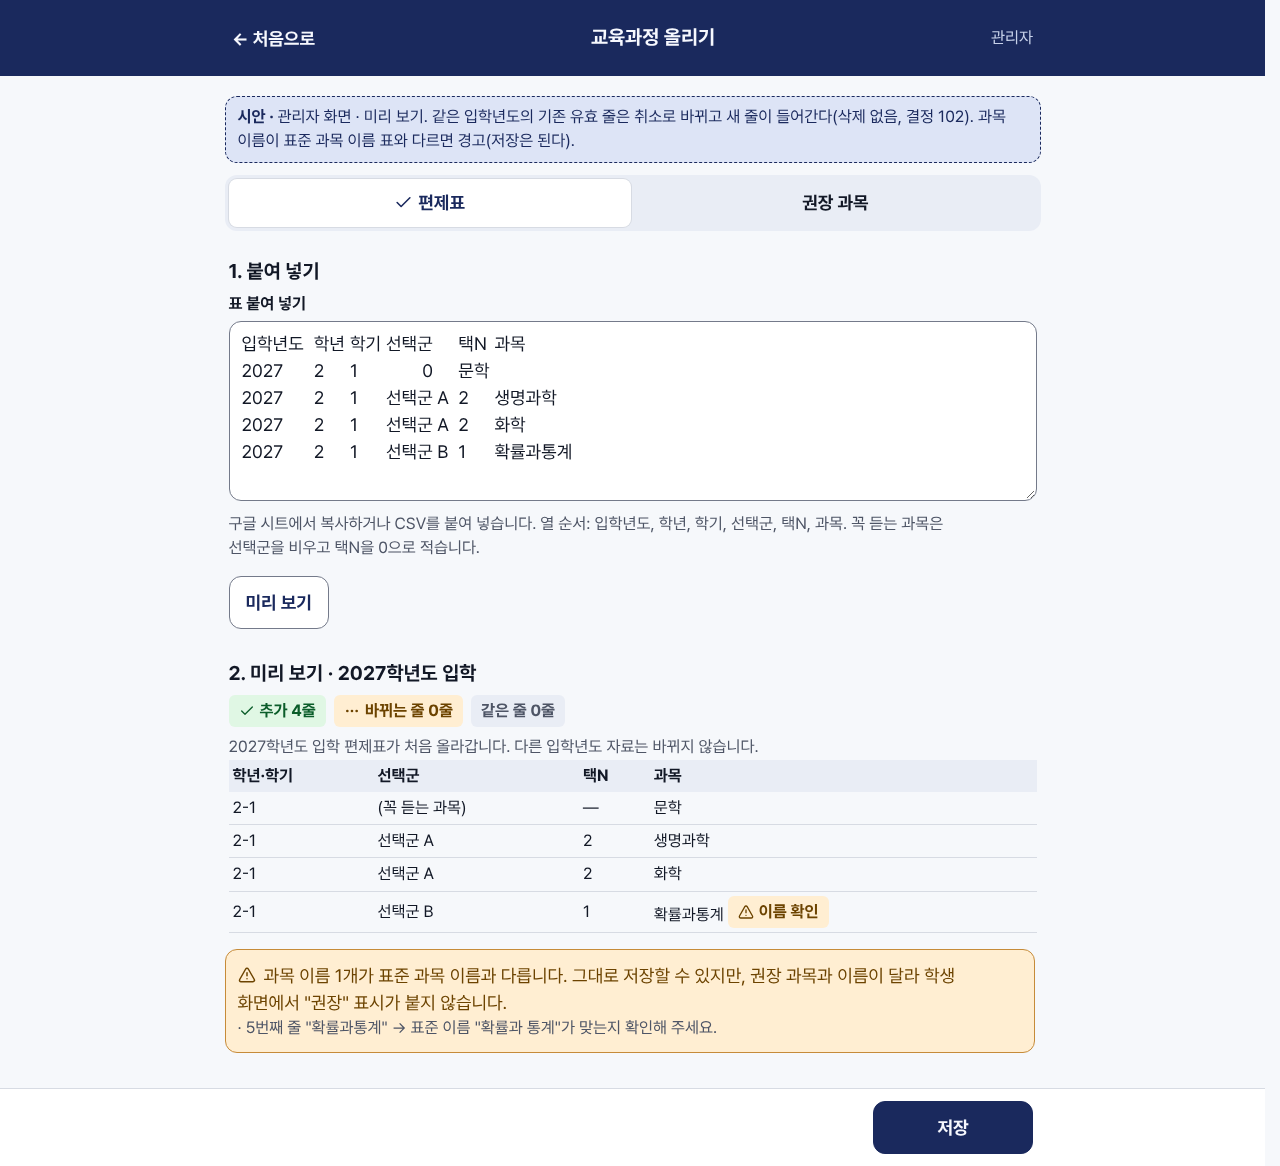 ← 처음으로
교육과정 올리기
관리자
시안 · 관리자 화면 · 미리 보기. 같은 입학년도의 기존 유효 줄은 취소로 바뀌고 새 줄이 들어간다(삭제 없음, 결정 102). 과목
이름이 표준 과목 이름 표와 다르면 경고(저장은 된다).
✓ 편제표
권장 과목
1. 붙여 넣기
표 붙여 넣기
입학년도 학년 학기 선택군 택N 과목
2027 2 1 0 문학
2027 2 1 선택군 A 2 생명과학
2027 2 1 선택군 A 2 화학
2027 2 1 선택군 B 1 확률과통계
구글 시트에서 복사하거나 CSV를 붙여 넣습니다. 열 순서: 입학년도, 학년, 학기, 선택군, 택N, 과목. 꼭 듣는 과목은
선택군을 비우고 택N을 0으로 적습니다.
미리 보기
2. 미리 보기 · 2027학년도 입학
✓ 추가 4줄 ··· 바뀌는 줄 0줄 같은 줄 0줄
2027학년도 입학 편제표가 처음 올라갑니다. 다른 입학년도 자료는 바뀌지 않습니다.
학년·학기 선택군 택N 과목
2-1 (꼭 듣는 과목) — 문학
2-1 선택군 A 2 생명과학
2-1 선택군 A 2 화학
2-1 선택군 B 1 확률과통계 ⚠ 이름 확인
⚠ 과목 이름 1개가 표준 과목 이름과 다릅니다. 그대로 저장할 수 있지만, 권장 과목과 이름이 달라 학생
화면에서 "권장" 표시가 붙지 않습니다.
· 5번째 줄 "확률과통계" → 표준 이름 "확률과 통계"가 맞는지 확인해 주세요.
저장